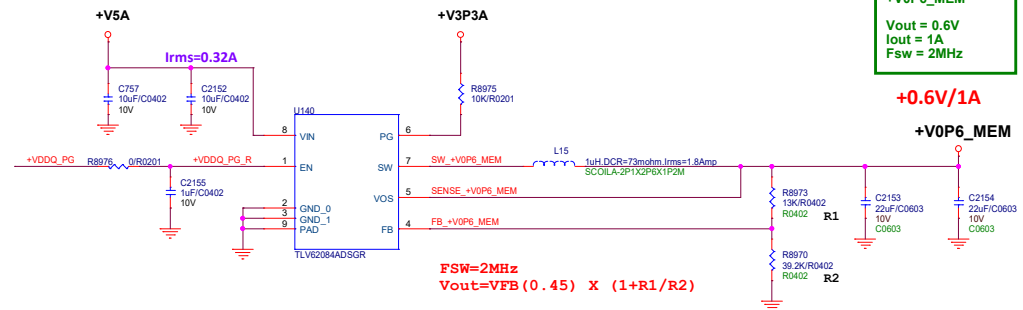 +V5A
+V3P3A
+V0P6_MEM
Vout = 0.6V
Iout = 1A
Fsw = 2MHz
Irms=0.32A
C757
10uF/C0402
10V
C2152
10uF/C0402
10V
R8975
10K/R0201
+0.6V/1A
+V0P6_MEM
U140
8 VIN
PG 6
+VDDQ_PG R8976 0/R0201 +VDDQ_PG_R 1 EN
SW 7 SW_+V0P6_MEM
L15
1uH.DCR=73mohm.Irms=1.8Amp
SCOILA-2P1X2P6X1P2M
C2155
1uF/C0402
10V
VOS 5 SENSE_+V0P6_MEM
2 GND_0
3 GND_1
9 PAD
FB 4 FB_+V0P6_MEM
TLV62084ADSGR
R8973
13K/R0402
R0402 R1
C2153
22uF/C0603
10V
C0603
C2154
22uF/C0603
10V
C0603
R8970
39.2K/R0402
R0402 R2
FSW=2MHz
Vout=VFB(0.45) X (1+R1/R2)